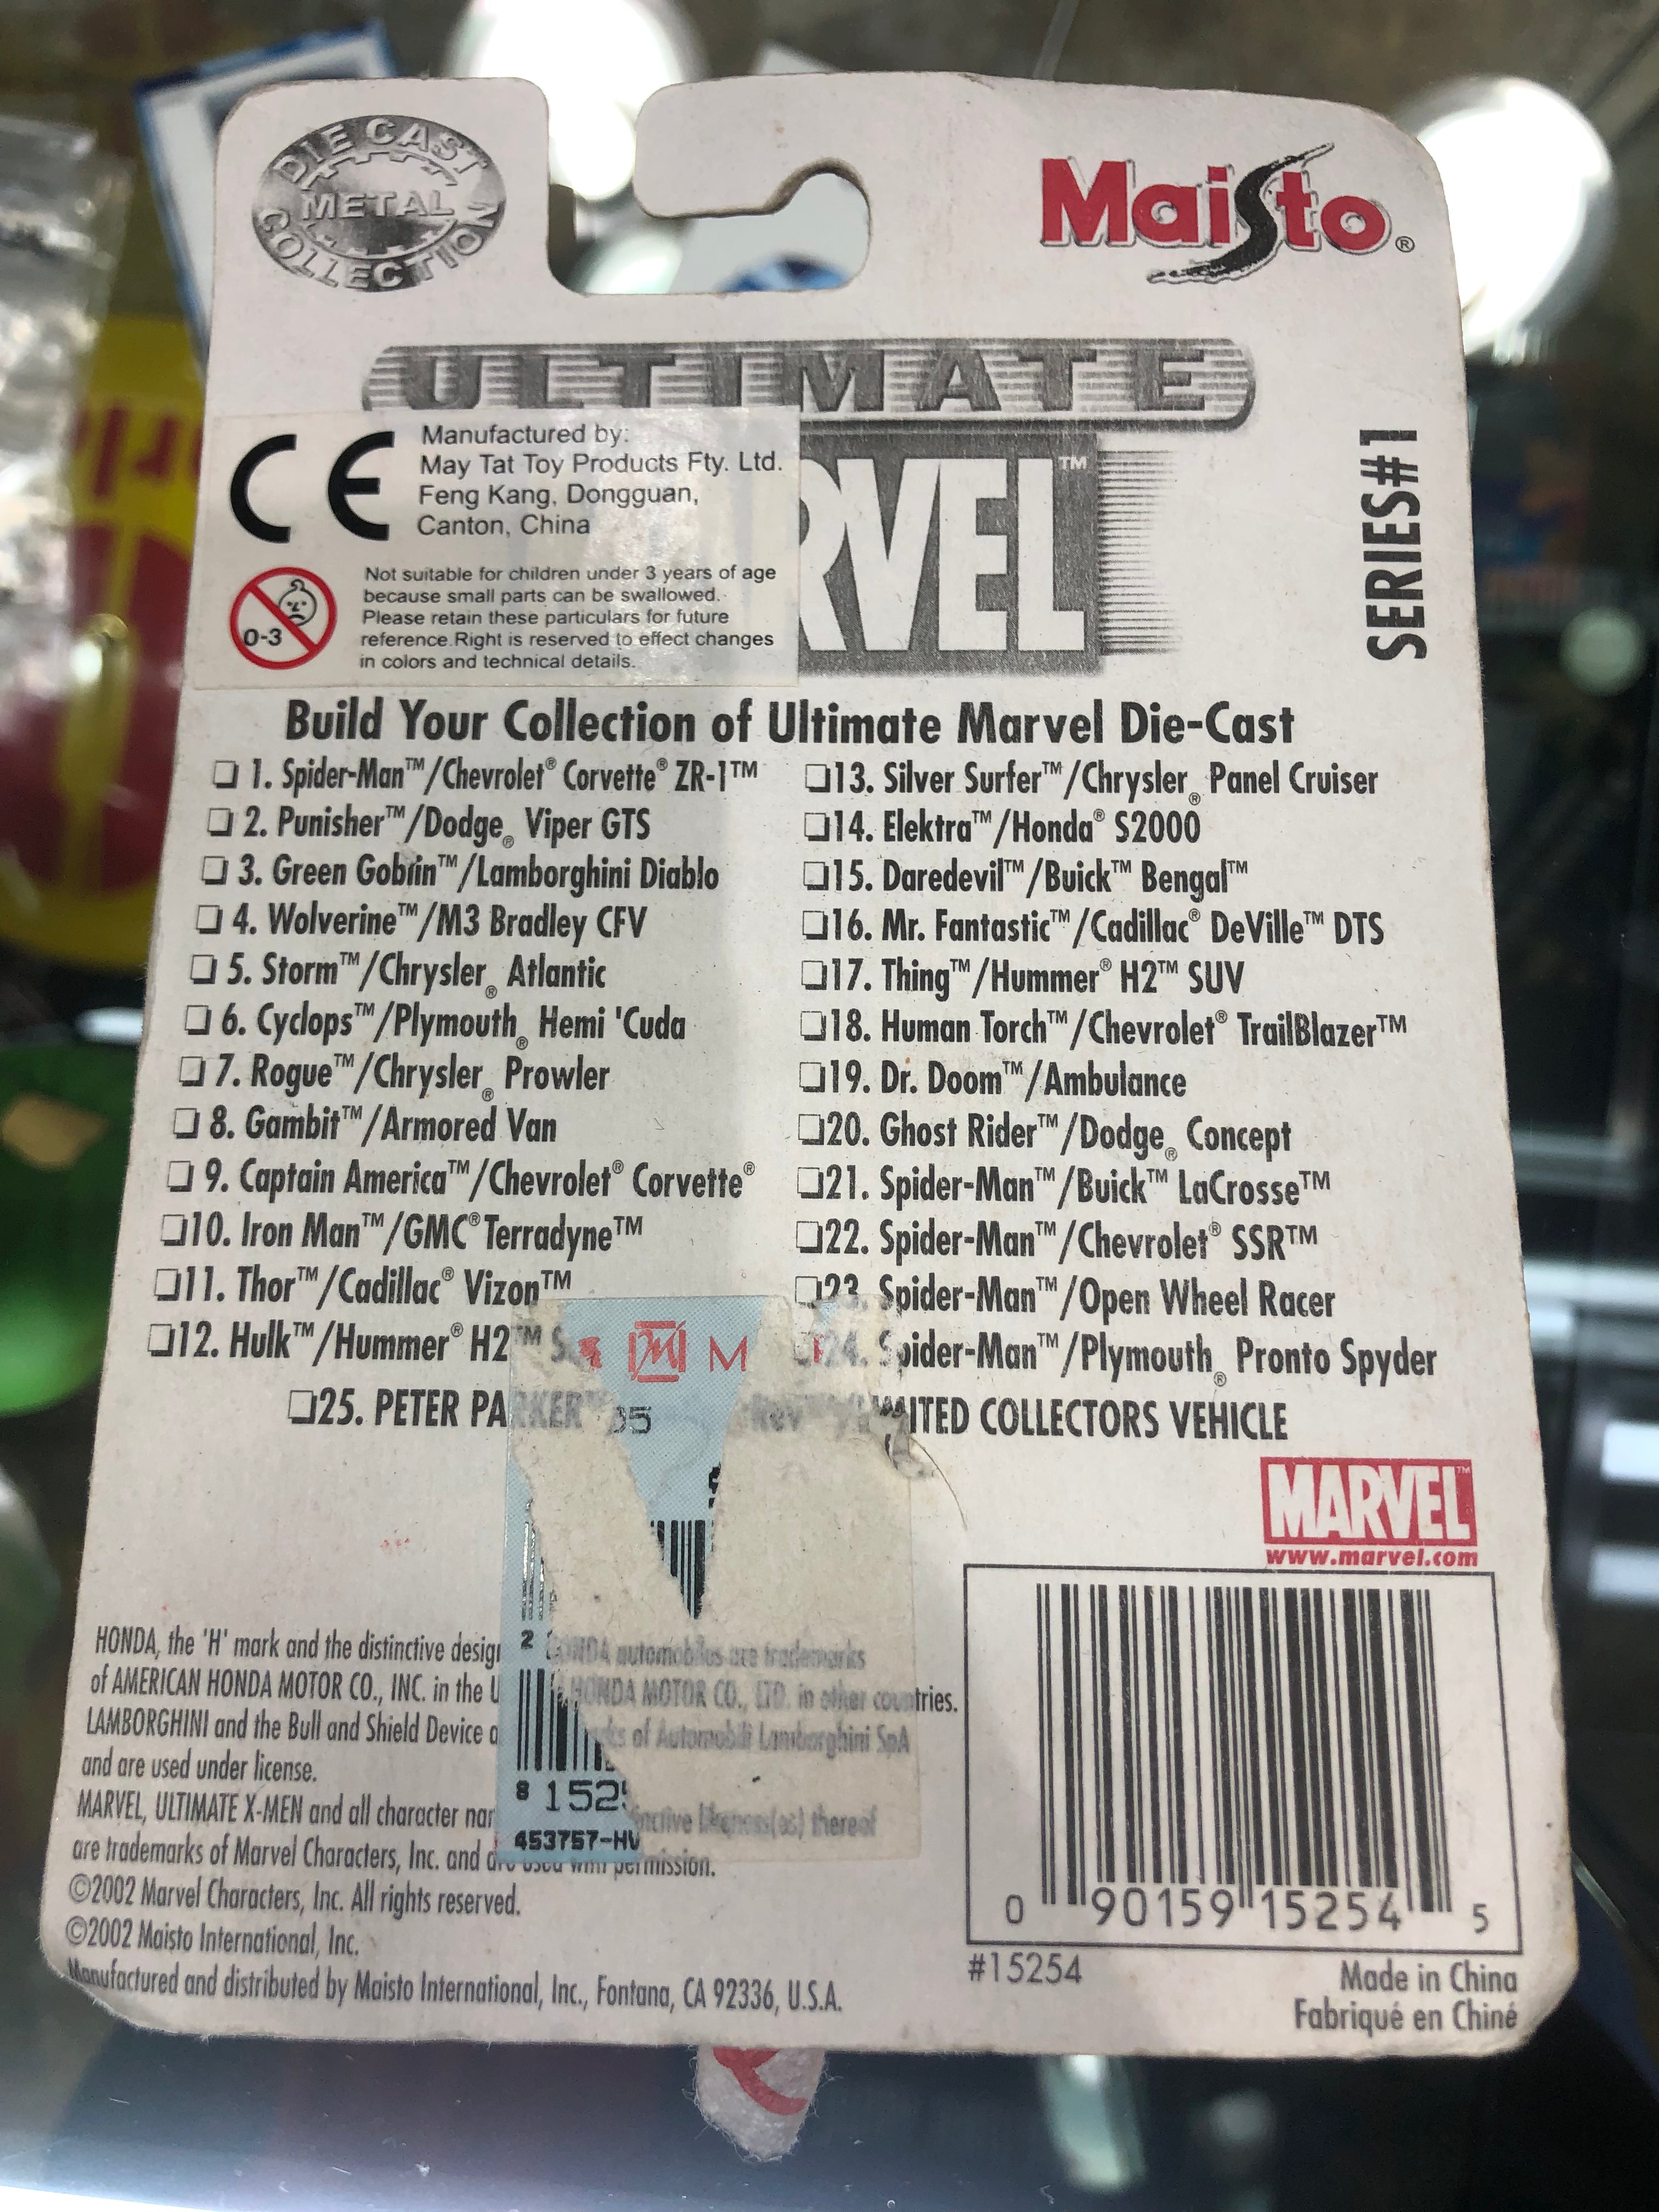 DIE CAST
METAL
COLLECTION
Maisto®
ULTIMATE
RVEL™
SERIES#1
CE
Manufactured by:
May Tat Toy Products Fty. Ltd.
Feng Kang, Dongguan,
Canton, China
0-3
Not suitable for children under 3 years of age
because small parts can be swallowed.
Please retain these particulars for future
reference.Right is reserved to effect changes
in colors and technical details.
Build Your Collection of Ultimate Marvel Die-Cast
❏ 1. Spider-Man™/Chevrolet® Corvette® ZR-1™
❏ 2. Punisher™/Dodge® Viper GTS
❏ 3. Green Goblin™/Lamborghini Diablo
❏ 4. Wolverine™/M3 Bradley CFV
❏ 5. Storm™/Chrysler® Atlantic
❏ 6. Cyclops™/Plymouth® Hemi 'Cuda
❏ 7. Rogue™/Chrysler® Prowler
❏ 8. Gambit™/Armored Van
❏ 9. Captain America™/Chevrolet® Corvette®
❏10. Iron Man™/GMC® Terradyne™
❏11. Thor™/Cadillac® Vizon™
❏12. Hulk™/Hummer® H2™
❏13. Silver Surfer™/Chrysler® Panel Cruiser
❏14. Elektra™/Honda® S2000
❏15. Daredevil™/Buick™ Bengal™
❏16. Mr. Fantastic™/Cadillac® DeVille™ DTS
❏17. Thing™/Hummer® H2™ SUV
❏18. Human Torch™/Chevrolet® TrailBlazer™
❏19. Dr. Doom™/Ambulance
❏20. Ghost Rider™/Dodge® Concept
❏21. Spider-Man™/Buick™ LaCrosse™
❏22. Spider-Man™/Chevrolet® SSR™
❏23. Spider-Man™/Open Wheel Racer
❏24. Spider-Man™/Plymouth® Pronto Spyder
❏25. PETER PARKER™ COLLECTORS VEHICLE
M M
05
2
8 152
453757-HV
MARVEL™
www.marvel.com
HONDA, the 'H' mark and the distinctive desig HONDA automobiles are trademarks
of AMERICAN HONDA MOTOR CO., INC. in the U HONDA MOTOR CO., LTD. in other countries.
LAMBORGHINI and the Bull and Shield Device of Automobili Lamborghini SpA
and are used under license.
MARVEL, ULTIMATE X-MEN and all character thereof
are trademarks of Marvel Characters, Inc. and are used with permission.
©2002 Marvel Characters, Inc. All rights reserved.
©2002 Maisto International, Inc.
Manufactured and distributed by Maisto International, Inc., Fontana, CA 92336, U.S.A.
0 90159 15254 5
#15254
Made in China
Fabriqué en Chiné